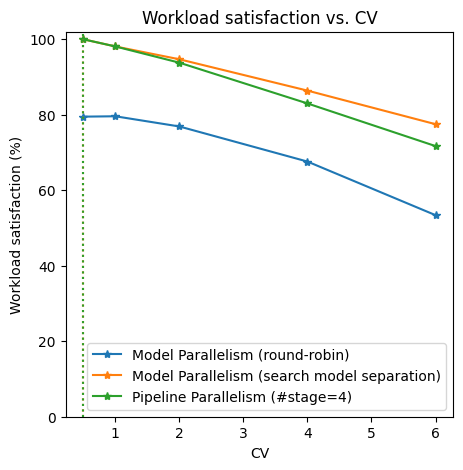 Workload satisfaction vs. CV
Workload satisfaction (%)
100
80
60
40
20
0
Model Parallelism (round-robin)
Model Parallelism (search model separation)
Pipeline Parallelism (#stage=4)
1 2 3 4 5 6
CV